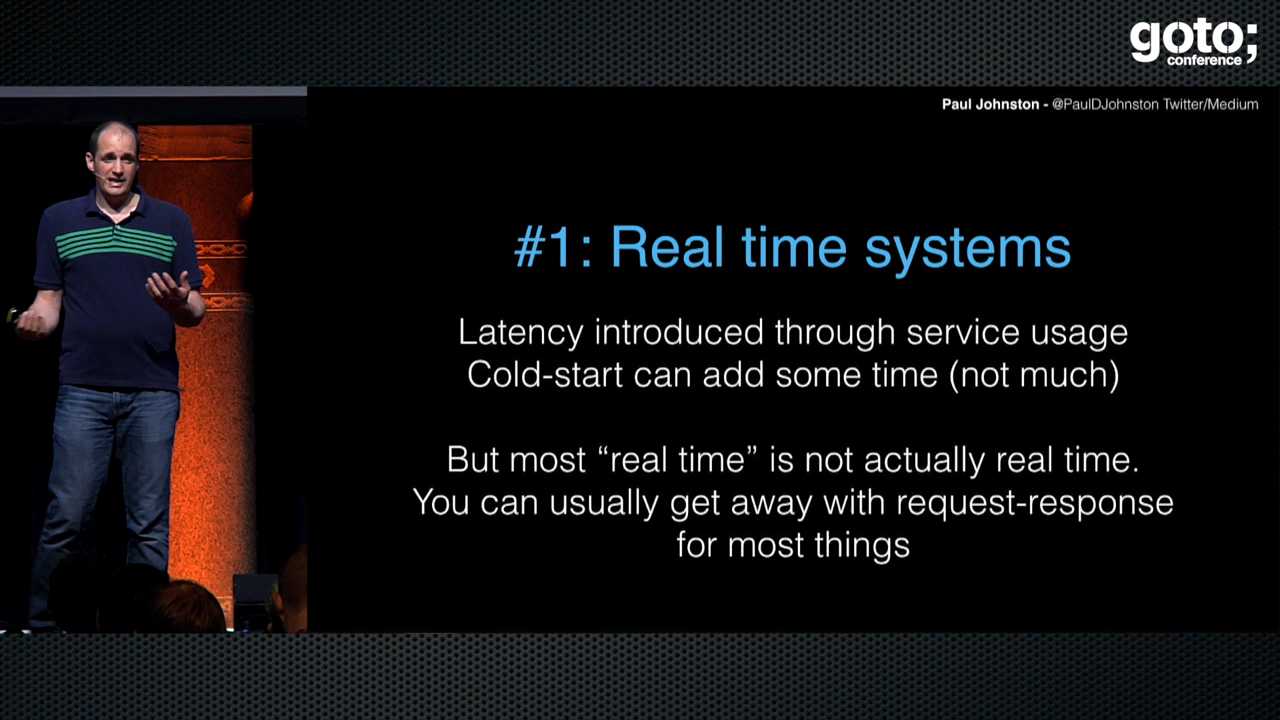 goto;
conference
Paul Johnston - @PaulDJohnston Twitter/Medium
#1: Real time systems
Latency introduced through service usage
Cold-start can add some time (not much)
But most “real time” is not actually real time.
You can usually get away with request-response
for most things